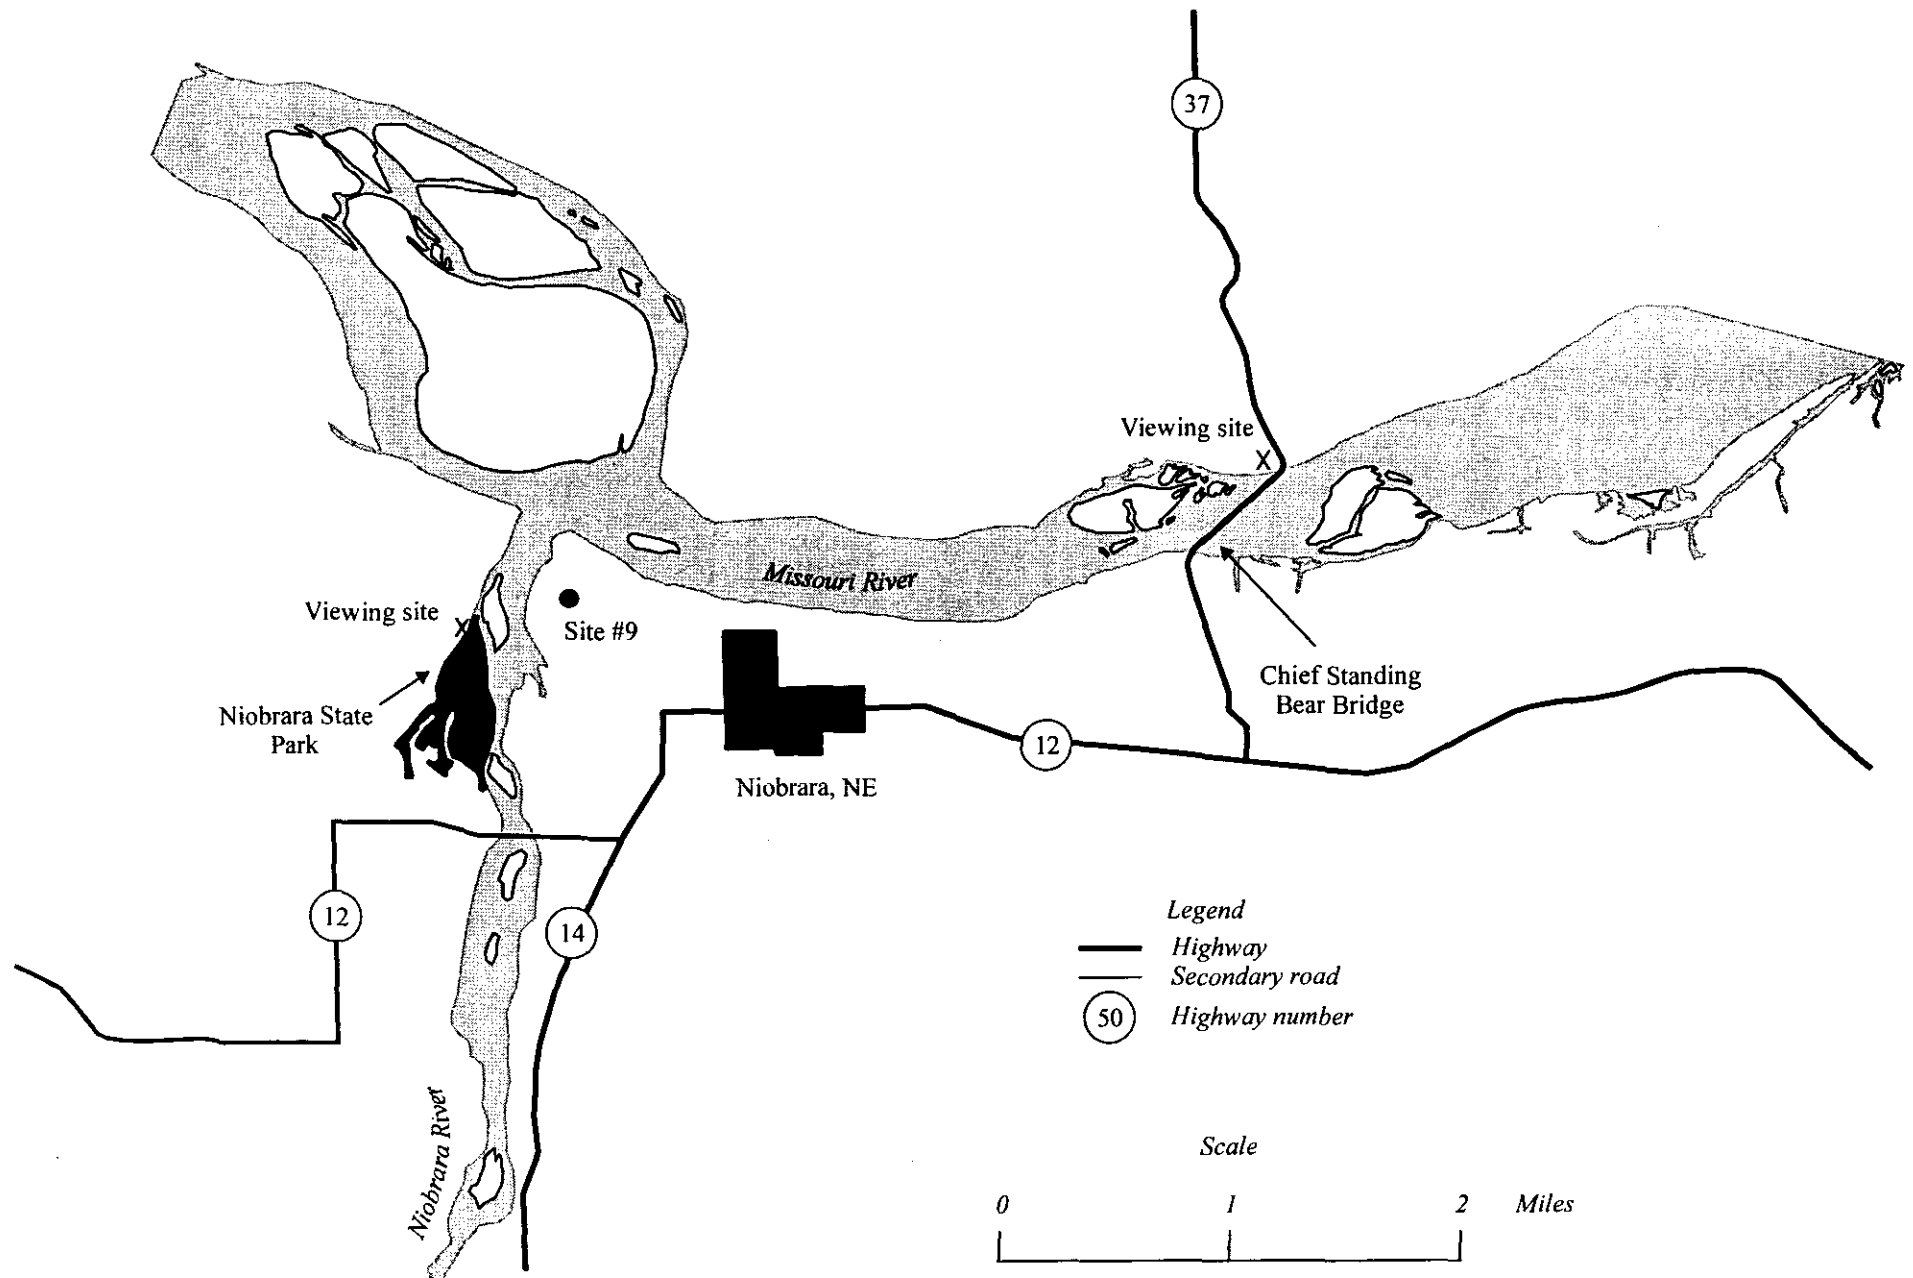 37
Viewing site
Missouri River
Viewing site
Site #9
Chief Standing
Bear Bridge
Niobrara State
Park
12
Niobrara, NE
12
14
Legend
Highway
Secondary road
50 Highway number
Niobrara River
Scale
0 1 2 Miles